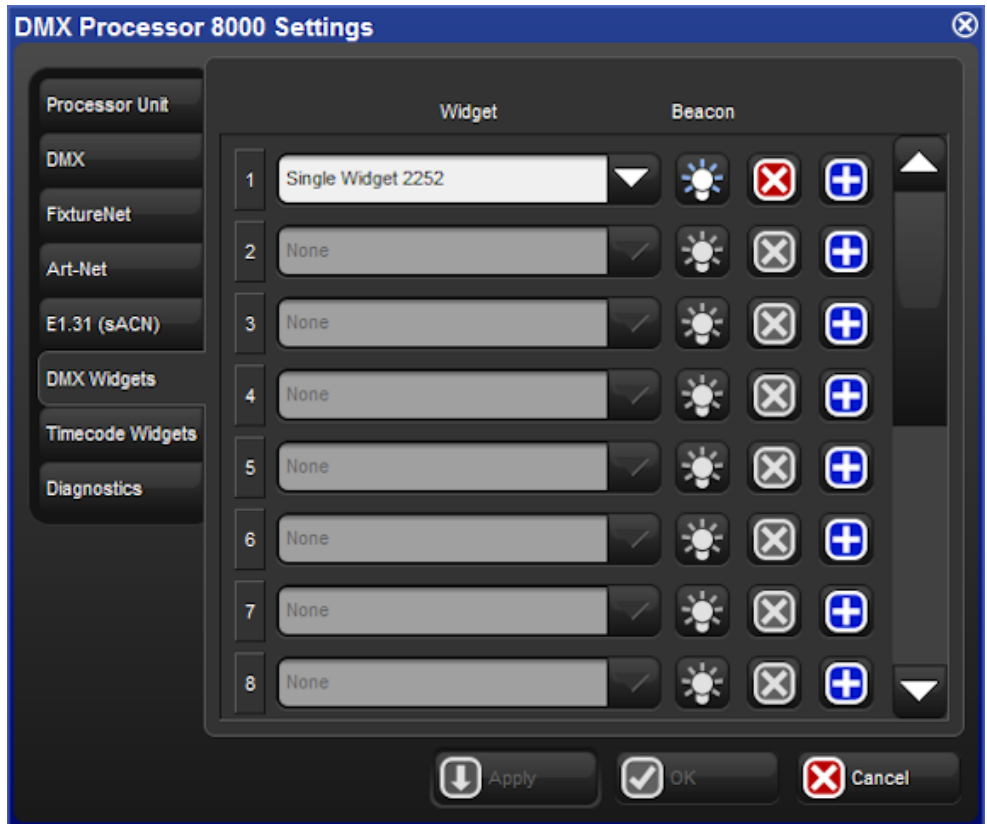 DMX Processor 8000 Settings
Processor Unit
DMX
FixtureNet
Art-Net
E1.31 (sACN)
DMX Widgets
Timecode Widgets
Diagnostics
Widget Beacon
1 Single Widget 2252
2 None
3 None
4 None
5 None
6 None
7 None
8 None
Apply OK Cancel